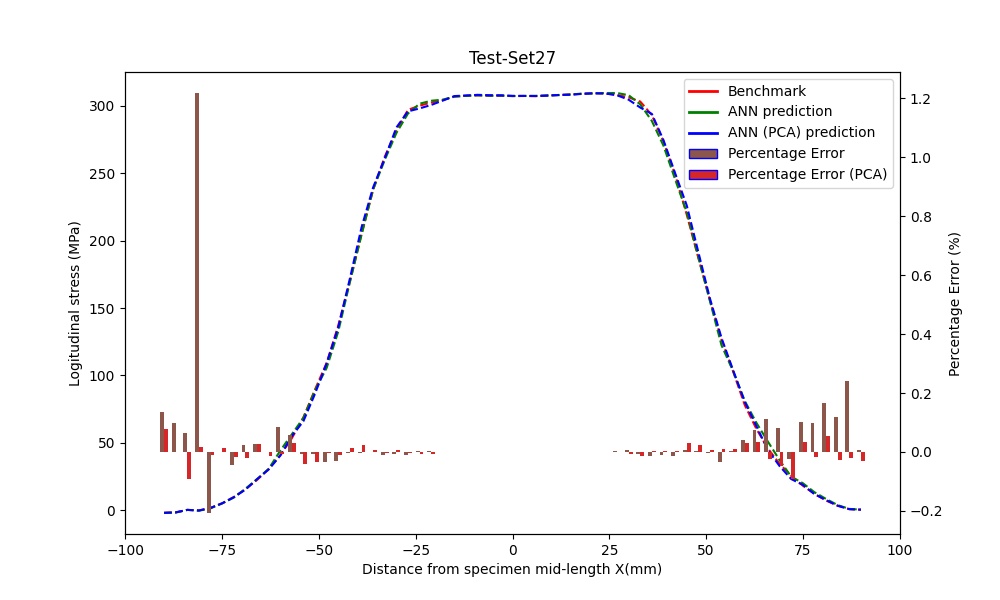 Test-Set27
Benchmark
ANN prediction
ANN (PCA) prediction
Percentage Error
Percentage Error (PCA)
300
250
200
150
100
50
0
Logitudinal stress (MPa)
1.2
1.0
0.8
0.6
0.4
0.2
0.0
−0.2
Percentage Error (%)
−100 −75 −50 −25 0 25 50 75 100
Distance from specimen mid-length X(mm)